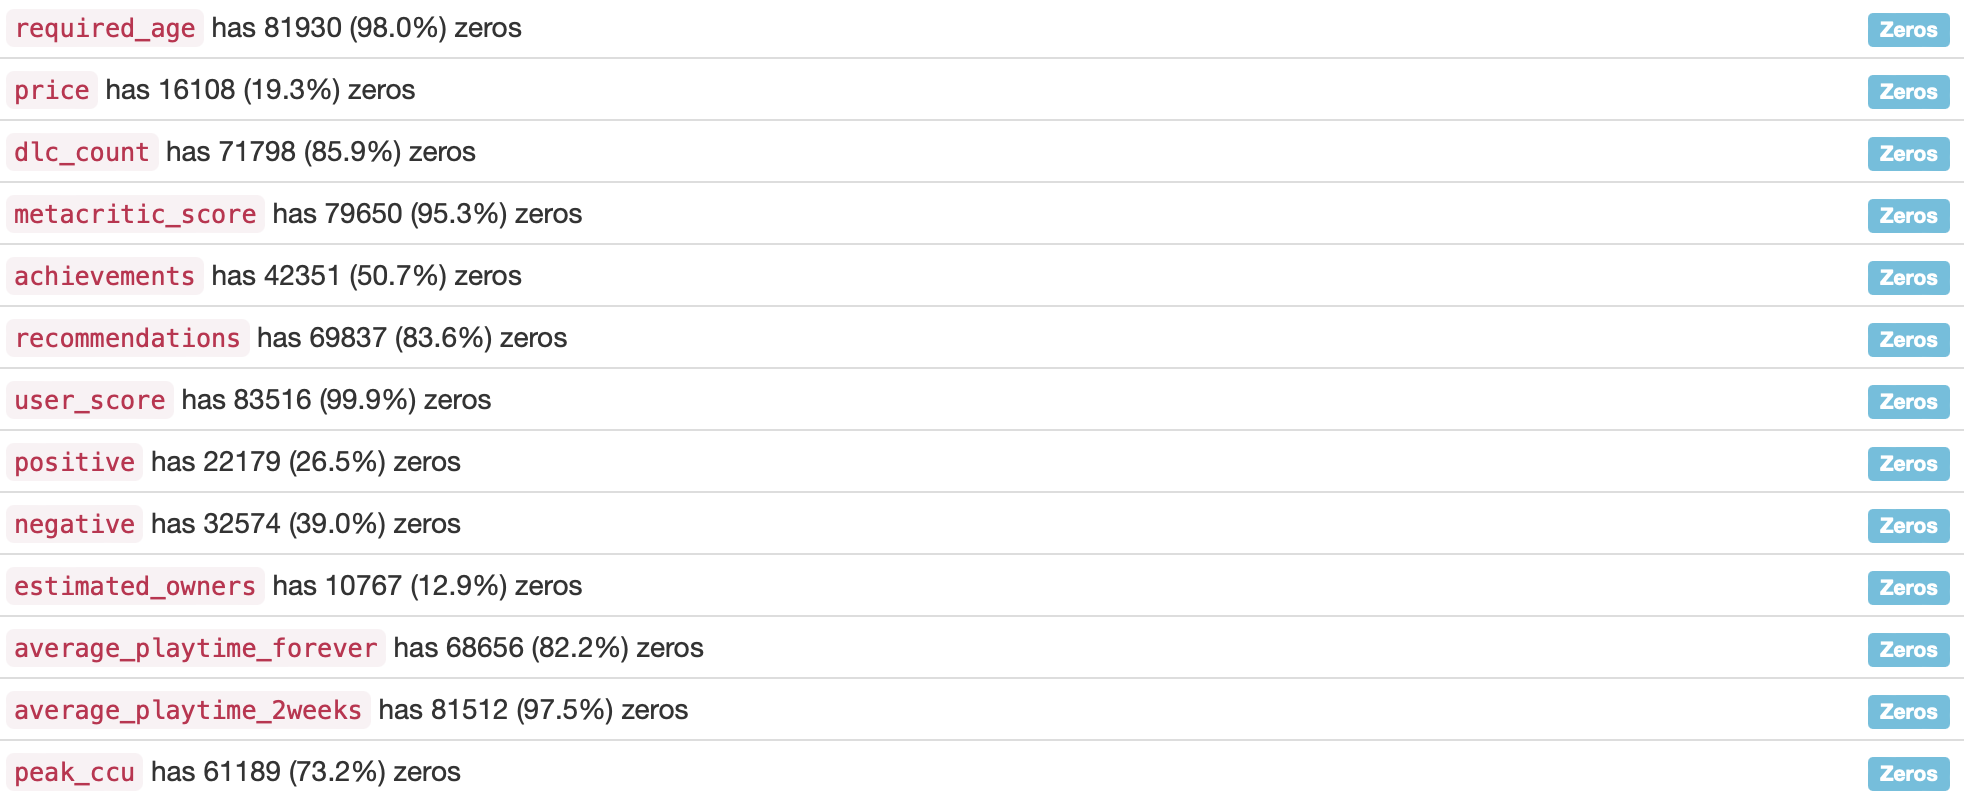 required_age has 81930 (98.0%) zeros Zeros
price has 16108 (19.3%) zeros Zeros
dlc_count has 71798 (85.9%) zeros Zeros
metacritic_score has 79650 (95.3%) zeros Zeros
achievements has 42351 (50.7%) zeros Zeros
recommendations has 69837 (83.6%) zeros Zeros
user_score has 83516 (99.9%) zeros Zeros
positive has 22179 (26.5%) zeros Zeros
negative has 32574 (39.0%) zeros Zeros
estimated_owners has 10767 (12.9%) zeros Zeros
average_playtime_forever has 68656 (82.2%) zeros Zeros
average_playtime_2weeks has 81512 (97.5%) zeros Zeros
peak_ccu has 61189 (73.2%) zeros Zeros